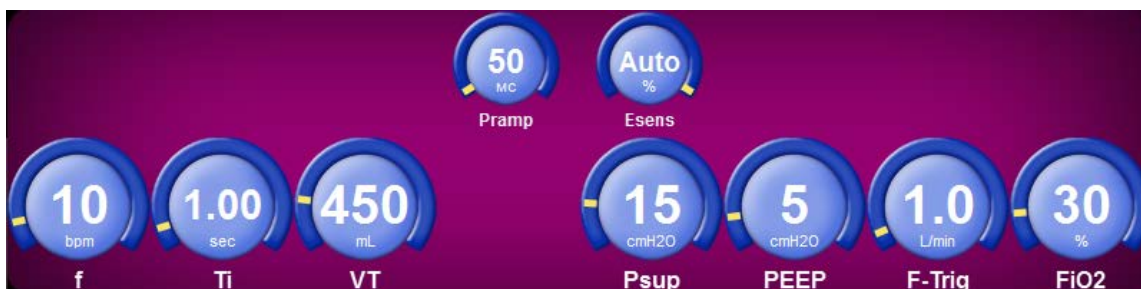 50
мс
Pramp
Auto
%
Esens
10
bpm
f
1.00
sec
Ti
450
mL
VT
15
cmH2O
Psup
5
cmH2O
PEEP
1.0
L/min
F-Trig
30
%
FiO2